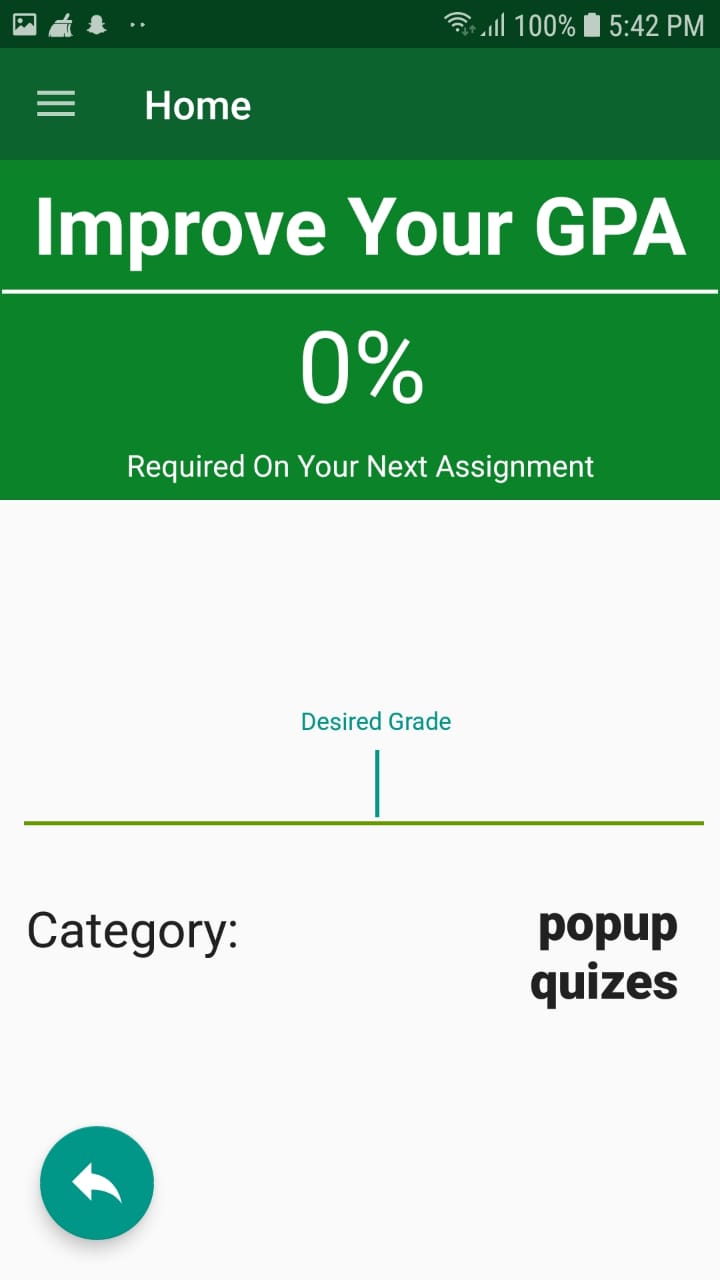 100% 5:42 PM
Home
Improve Your GPA
0%
Required On Your Next Assignment
Desired Grade
Category:
popup
quizes